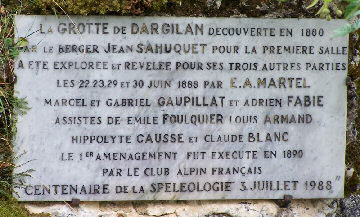 LA GROTTE DE DARGILAN DECOUVERTE EN 1880
PAR LE BERGER JEAN SAHUQUET POUR LA PREMIERE SALLE
A ETE EXPLOREE ET REVELEE POUR SES TROIS AUTRES PARTIES
LES 22 23 29 ET 30 JUIN 1888 PAR E.A. MARTEL
MARCEL ET GABRIEL GAUPILLAT ET ADRIEN FABIE
ASSISTES DE EMILE FOULQUIER LOUIS ARMAND
HIPPOLYTE CAUSSE ET CLAUDE BLANC
LE 1ER AMENAGEMENT FUT EXECUTE EN 1890
PAR LE CLUB ALPIN FRANÇAIS
CENTENAIRE DE LA SPELEOLOGIE 3 JUILLET 1988